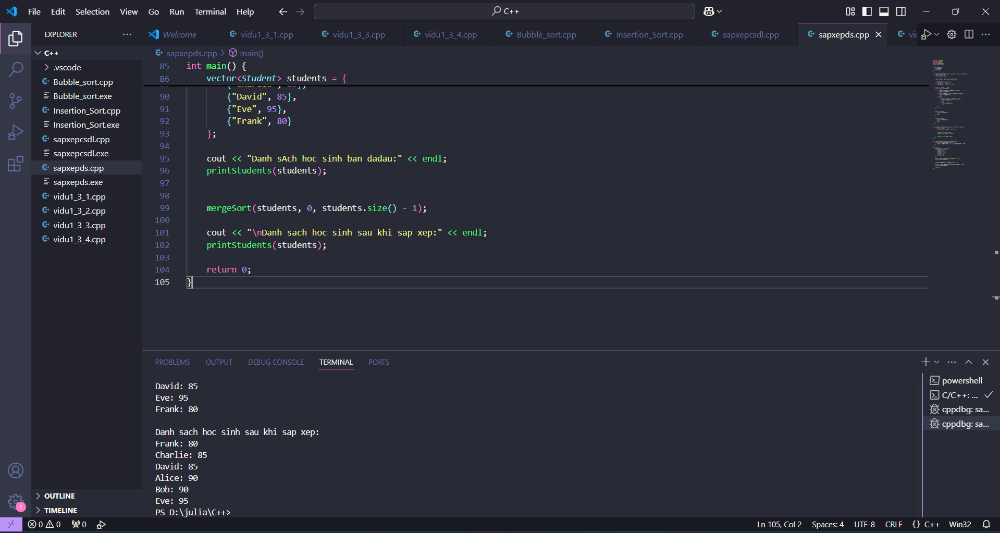 File Edit Selection View Go Run Terminal Help
C++
EXPLORER
Welcome
vidu1_3_1.cpp
vidu1_3_3.cpp
vidu1_3_4.cpp
Bubble_sort.cpp
Insertion_Sort.cpp
sapxepcsdl.cpp
sapxepds.cpp
C++
.vscode
Bubble_sort.cpp
Bubble_sort.exe
Insertion_Sort.cpp
Insertion_Sort.exe
sapxepcsdl.cpp
sapxepcsdl.exe
sapxepds.cpp
sapxepds.exe
vidu1_3_1.cpp
vidu1_3_2.cpp
vidu1_3_3.cpp
vidu1_3_4.cpp
OUTLINE
TIMELINE
sapxepds.cpp > main()
85 int main() {
86 vector<Student> students = {
90 {"David", 85},
91 {"Eve", 95},
92 {"Frank", 80}
93 };
94
95 cout << "Danh sAch hoc sinh ban dadau:" << endl;
96 printStudents(students);
97
98
99 mergeSort(students, 0, students.size() - 1);
100
101 cout << "\nDanh sach hoc sinh sau khi sap xep:" << endl;
102 printStudents(students);
103
104 return 0;
105 }
PROBLEMS OUTPUT DEBUG CONSOLE TERMINAL PORTS
David: 85
Eve: 95
Frank: 80
Danh sach hoc sinh sau khi sap xep:
Frank: 80
Charlie: 85
David: 85
Alice: 90
Bob: 90
Eve: 95
PS D:\julia\C++>
powershell
C/C++: ...
cppdbg: sa...
cppdbg: sa...
1
0 0 0
Ln 105, Col 2 Spaces: 4 UTF-8 CRLF {} C++ Win32